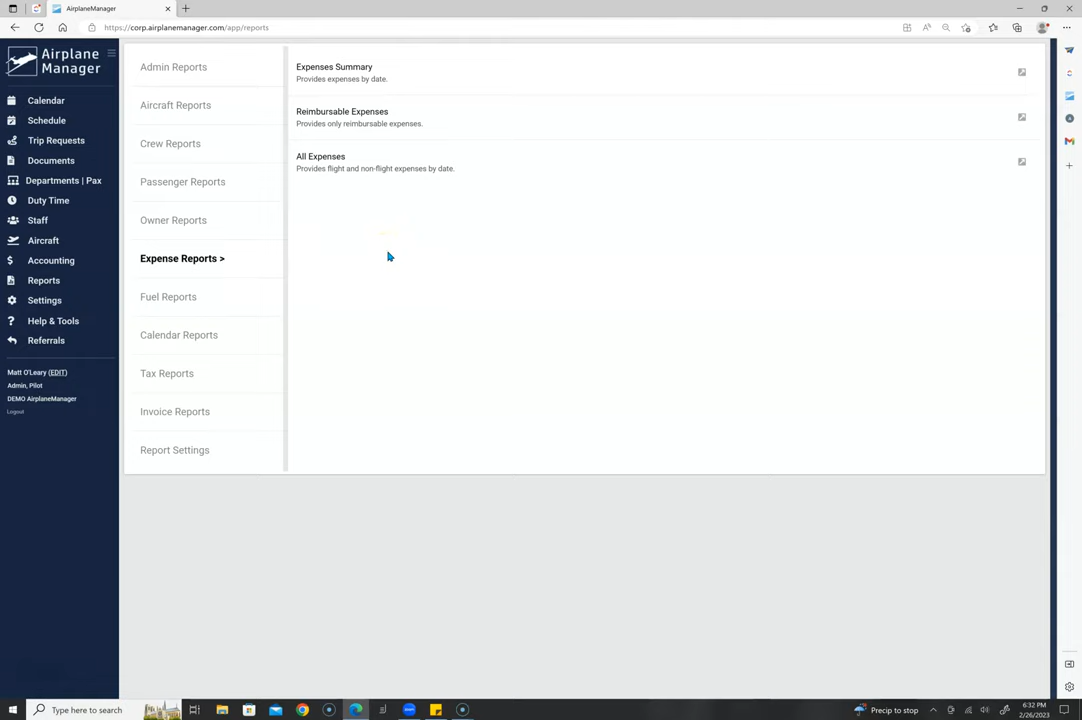 AirplaneManager
https://corp.airplanemanager.com/app/reports
Airplane
Manager
Calendar
Schedule
Trip Requests
Documents
Departments | Pax
Duty Time
Staff
Aircraft
Accounting
Reports
Settings
Help & Tools
Referrals
Matt O'Leary (EDIT)
Admin, Pilot
DEMO AirplaneManager
Logout
Admin Reports
Aircraft Reports
Crew Reports
Passenger Reports
Owner Reports
Expense Reports >
Fuel Reports
Calendar Reports
Tax Reports
Invoice Reports
Report Settings
Expenses Summary
Provides expenses by date.
Reimbursable Expenses
Provides only reimbursable expenses.
All Expenses
Provides flight and non-flight expenses by date.
Type here to search
Precip to stop
6:32 PM
2/26/2023